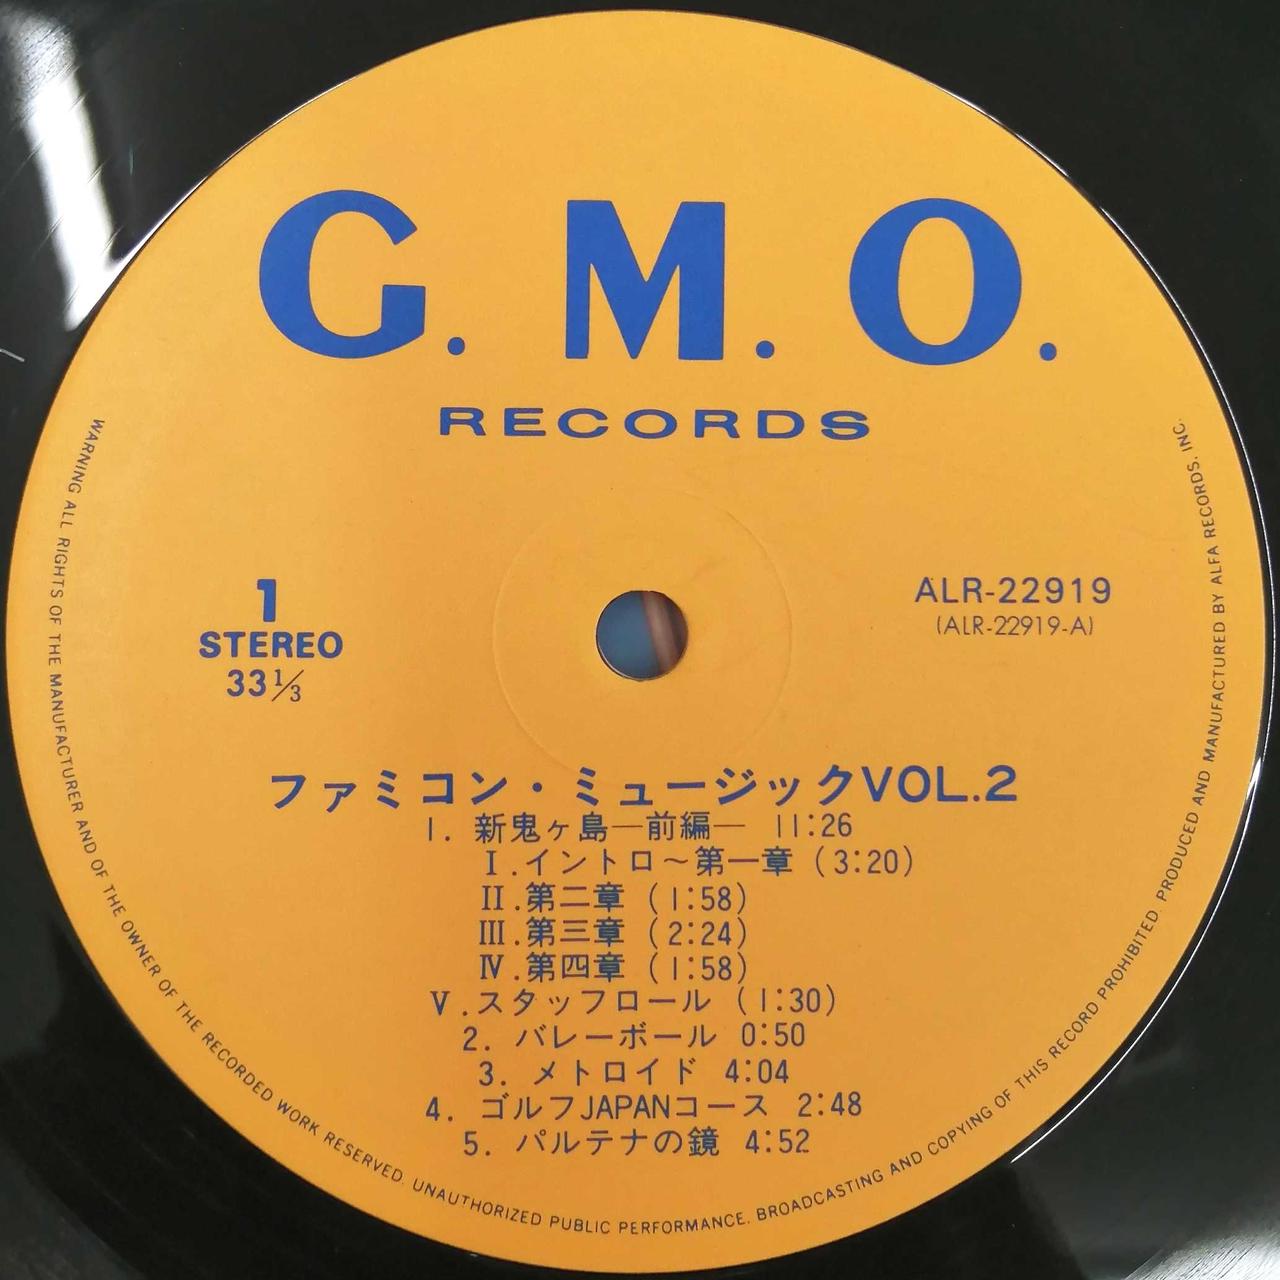 G. M. O.
RECORDS
1
STEREO
33 1/3
ALR-22919
(ALR-22919-A)
ファミコン・ミュージックVOL.2
1. 新鬼ヶ島—前編— 11:26
Ⅰ.イントロ〜第一章 (3:20)
Ⅱ.第二章 (1:58)
Ⅲ.第三章 (2:24)
Ⅳ.第四章 (1:58)
Ⅴ.スタッフロール (1:30)
2. バレーボール 0:50
3. メトロイド 4:04
4. ゴルフJAPANコース 2:48
5. パルテナの鏡 4:52
WARNING ALL RIGHTS OF THE MANUFACTURER AND OF THE OWNER OF THE RECORDED WORK RESERVED. UNAUTHORIZED PUBLIC PERFORMANCE. BROADCASTING AND COPYING OF THIS RECORD PROHIBITED. PRODUCED AND MANUFACTURED BY ALFA RECORDS. INC.